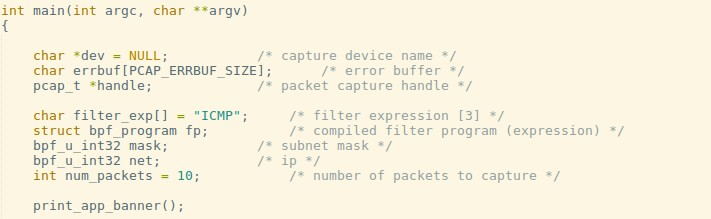 int main(int argc, char **argv)
{
char *dev = NULL; /* capture device name */
char errbuf[PCAP_ERRBUF_SIZE]; /* error buffer */
pcap_t *handle; /* packet capture handle */
char filter_exp[] = "ICMP"; /* filter expression [3] */
struct bpf_program fp; /* compiled filter program (expression) */
bpf_u_int32 mask; /* subnet mask */
bpf_u_int32 net; /* ip */
int num_packets = 10; /* number of packets to capture */
print_app_banner();